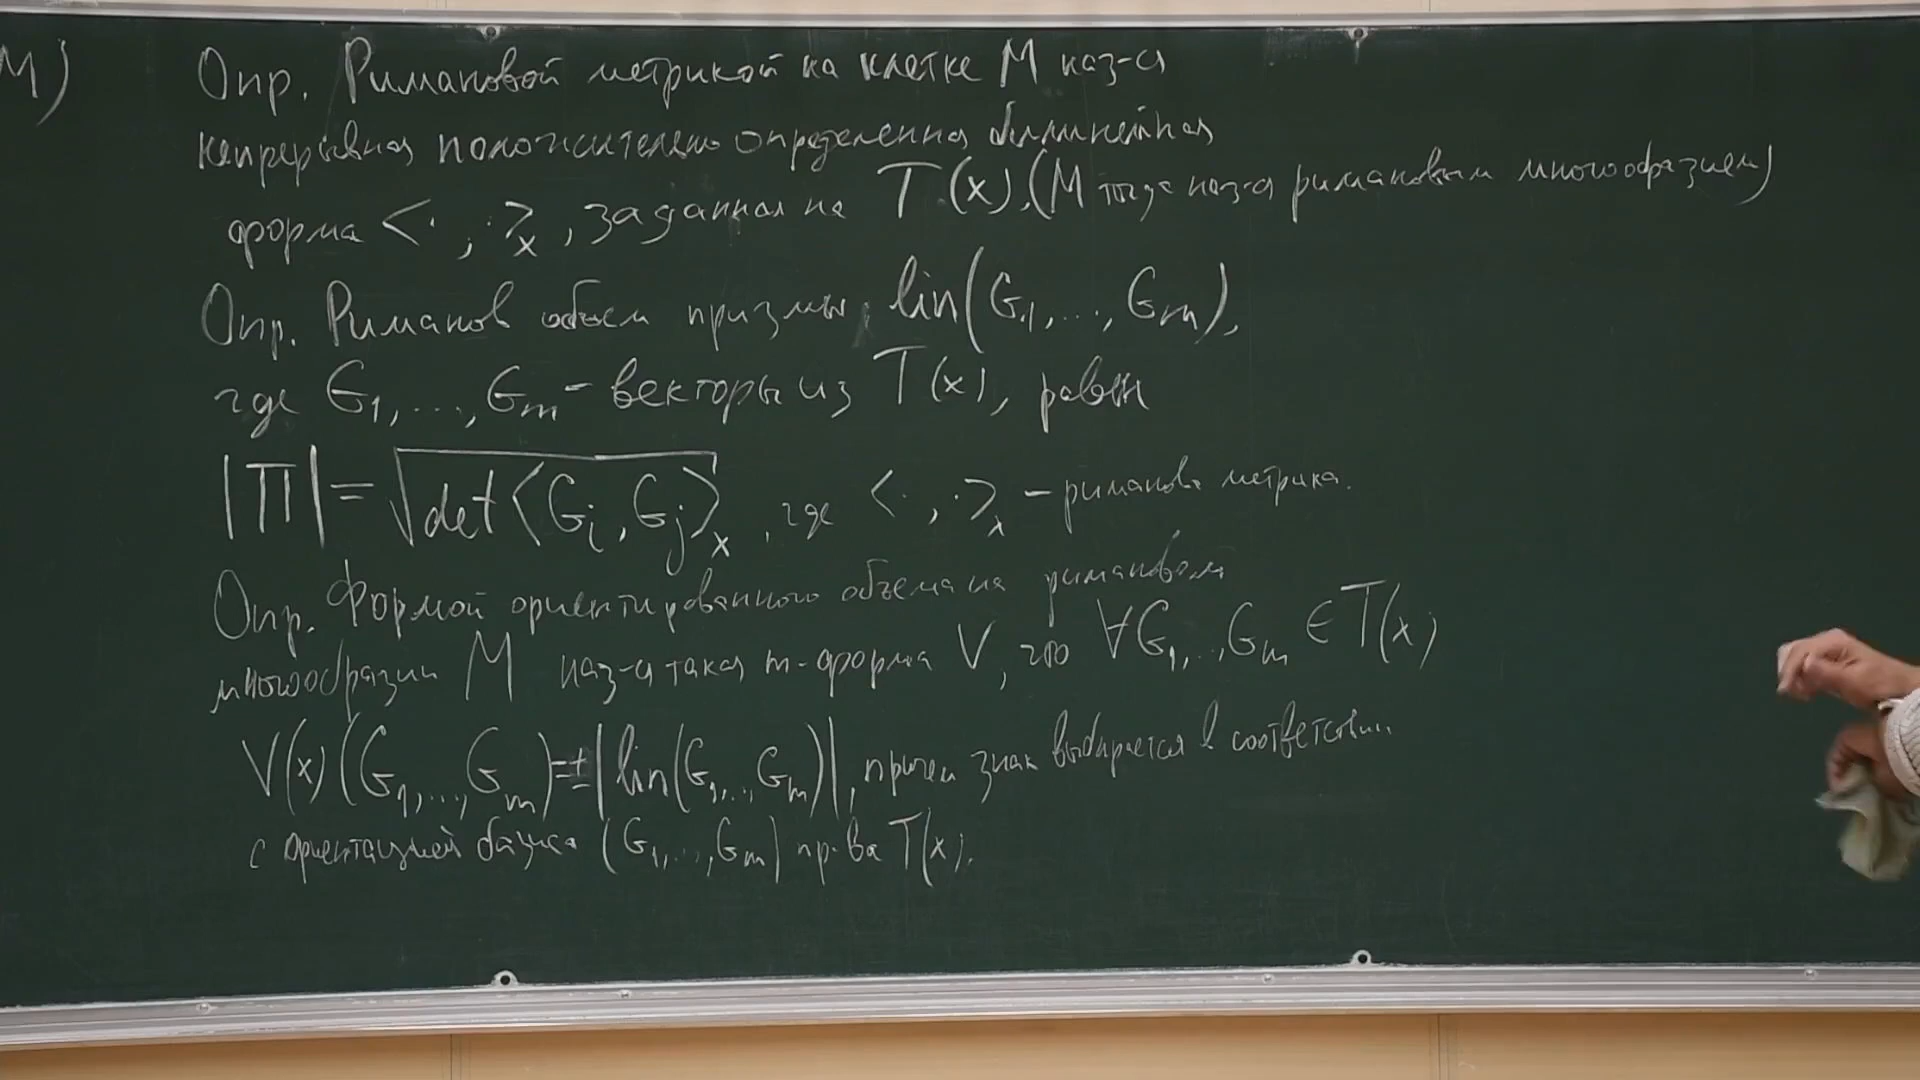 М)
Опр. Римановой метрикой на клетке M наз-ся
непрерывная положительно определенная билинейная
форма <·, ·>ₓ, заданная на T(x), (M тогда наз-ся римановым многообразием)
Опр. Риманов объем призмы lin(G₁, ..., Gₘ),
где G₁, ..., Gₘ - векторы из T(x), равен
|П| = √det<Gᵢ, Gⱼ>ₓ, где <·, ·>ₓ - риманова метрика.
Опр. Формой ориентированного объема на римановом
многообразии M наз-ся такая m-форма V, что ∀G₁, .., Gₘ ∈ T(x)
V(x)(G₁, ..., Gₘ) = ±|lin(G₁, ..., Gₘ)|, причем знак выбирается в соответствии
с ориентацией базиса (G₁, ..., Gₘ) пр-ва T(x).